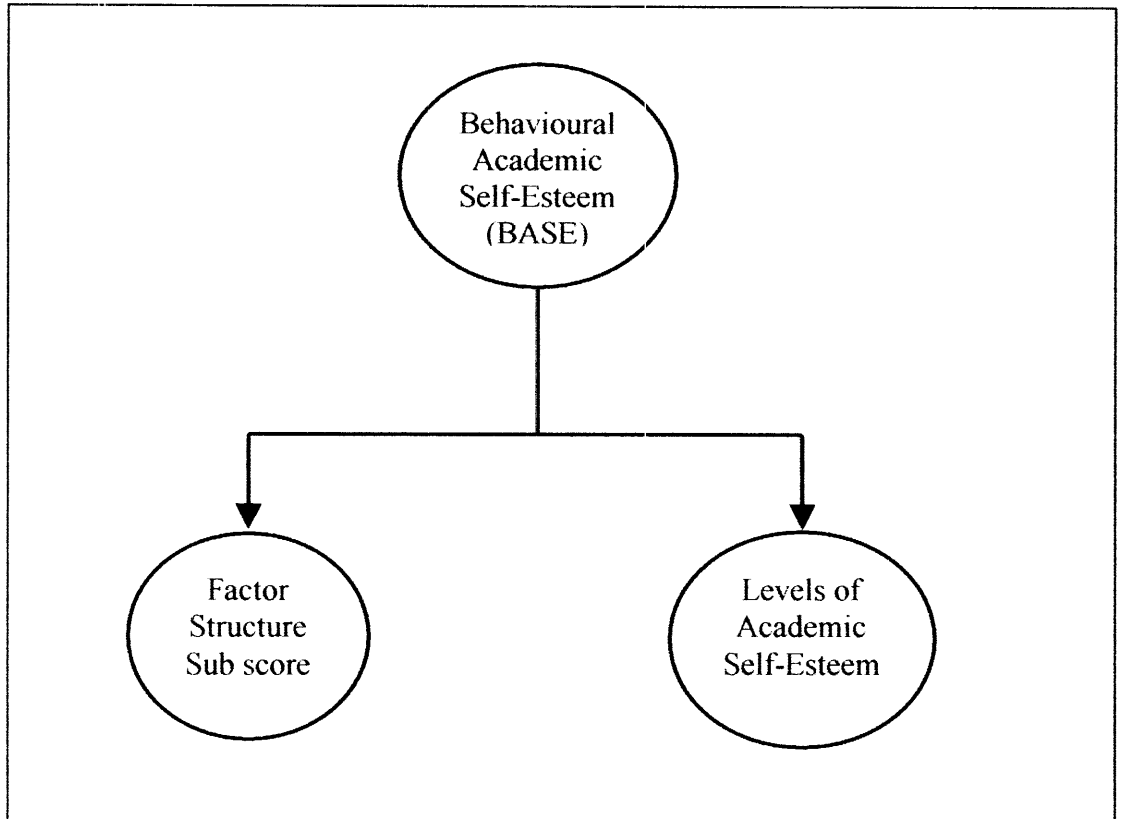 Behavioural
Academic
Self-Esteem
(BASE)
Factor
Structure
Sub score
Levels of
Academic
Self-Esteem